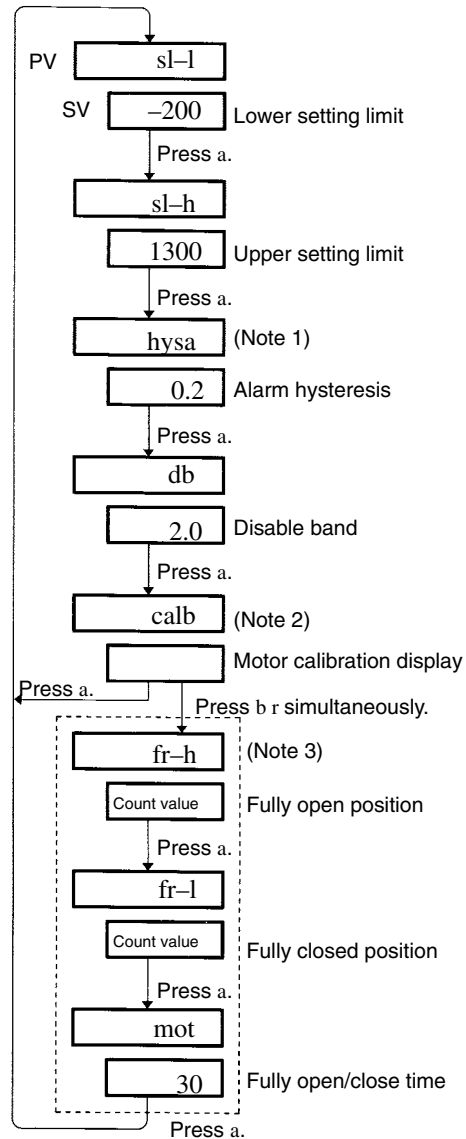 PV sl–l
SV –200 Lower setting limit
Press a.
sl–h
1300 Upper setting limit
Press a.
hysa (Note 1)
0.2 Alarm hysteresis
Press a.
db
2.0 Disable band
Press a.
calb (Note 2)
Motor calibration display
Press a.
Press b r simultaneously.
fr–h (Note 3)
Count value Fully open position
Press a.
fr–l
Count value Fully closed position
Press a.
mot
30 Fully open/close time
Press a.